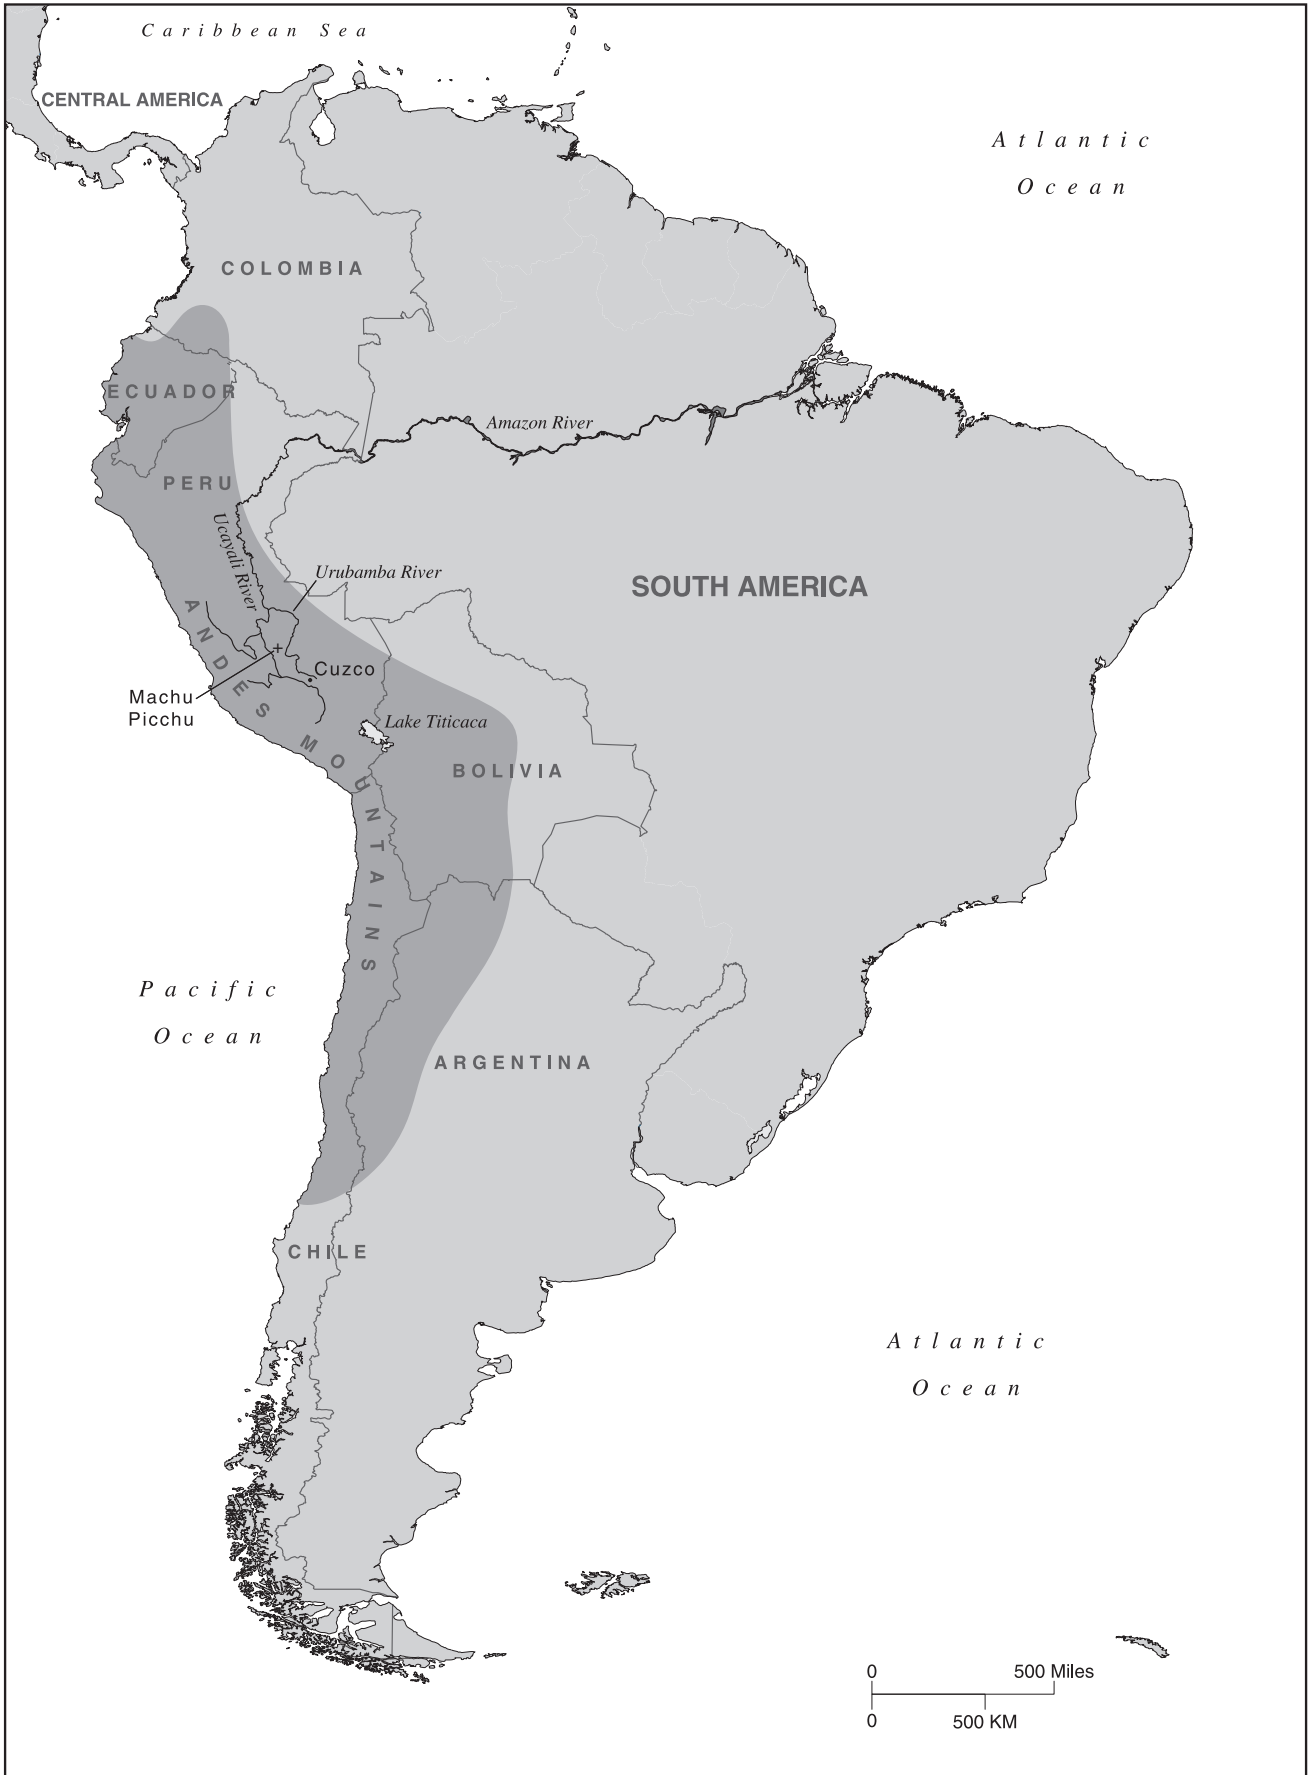 Caribbean Sea
CENTRAL AMERICA
Atlantic
Ocean
COLOMBIA
ECUADOR
Amazon River
PERU
Ucayali River
Urubamba River
SOUTH AMERICA
ANDES MOUNTAINS
Cuzco
Machu
Picchu
Lake Titicaca
BOLIVIA
Pacific
Ocean
ARGENTINA
CHILE
Atlantic
Ocean
0 500 Miles
0 500 KM